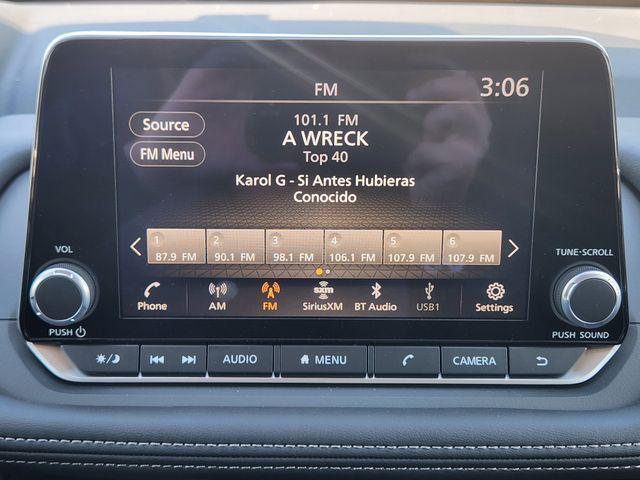 FM
3:06
Source
FM Menu
101.1 FM
A WRECK
Top 40
Karol G - Si Antes Hubieras
Conocido
1 2 3 4 5 6
87.9 FM 90.1 FM 98.1 FM 106.1 FM 107.9 FM 107.9 FM
Phone AM FM SiriusXM BT Audio USB1 Settings
sxm
VOL
PUSH
TUNE·SCROLL
PUSH SOUND
AUDIO MENU CAMERA